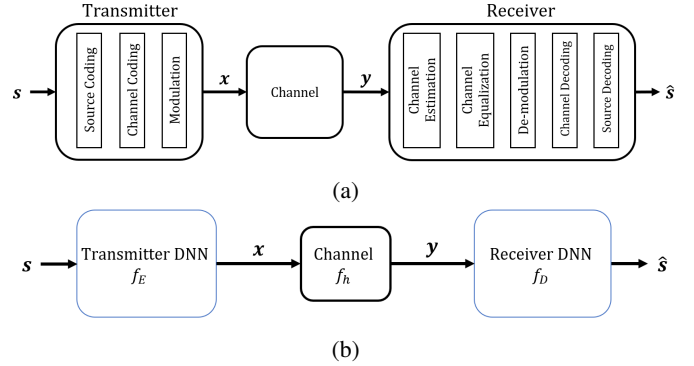 Transmitter
Receiver
s
Source Coding
Channel Coding
Modulation
x
Channel
y
Channel
Estimation
Channel
Equalization
De-modulation
Channel Decoding
Source Decoding
ŝ
(a)
s
Transmitter DNN
f_E
x
Channel
f_h
y
Receiver DNN
f_D
ŝ
(b)